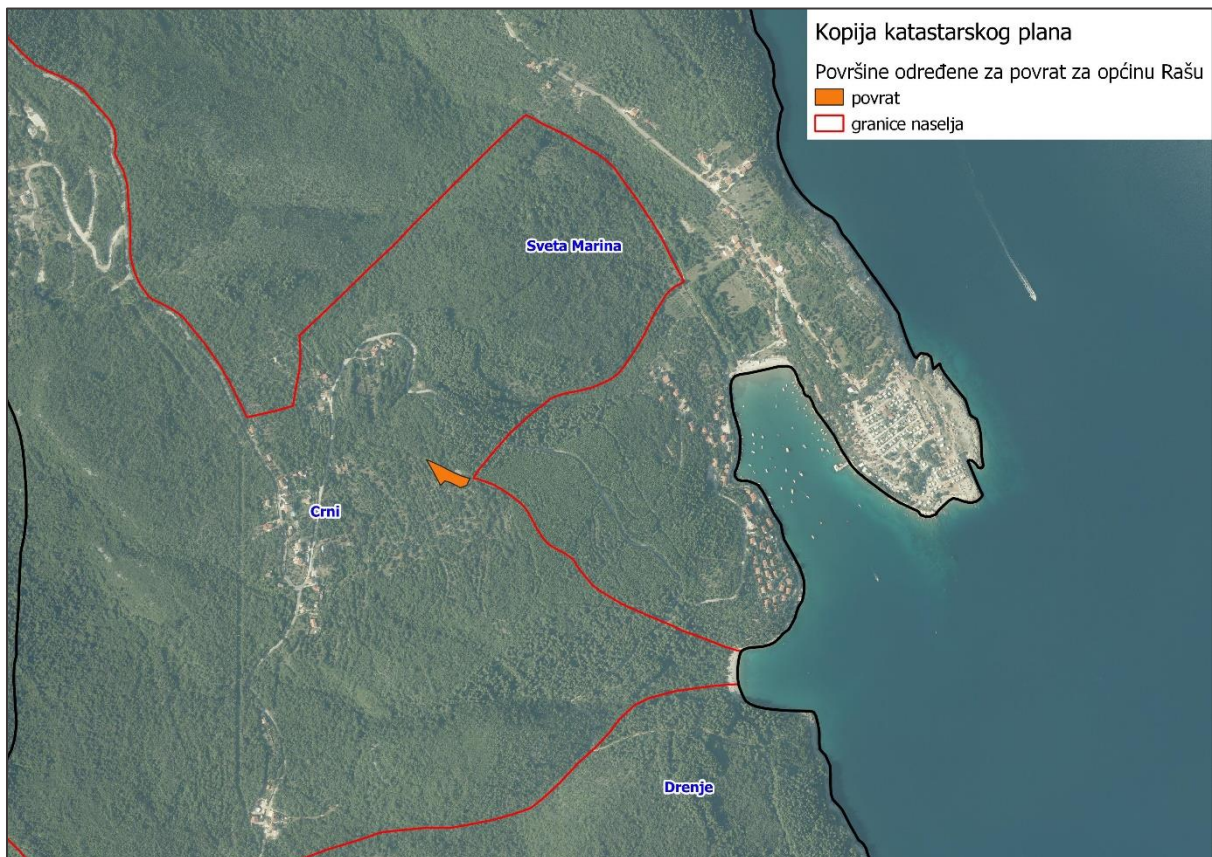 Kopija katastarskog plana
Površine određene za povrat za općinu Rašu
povrat
granice naselja
Sveta Marina
Crni
Drenje